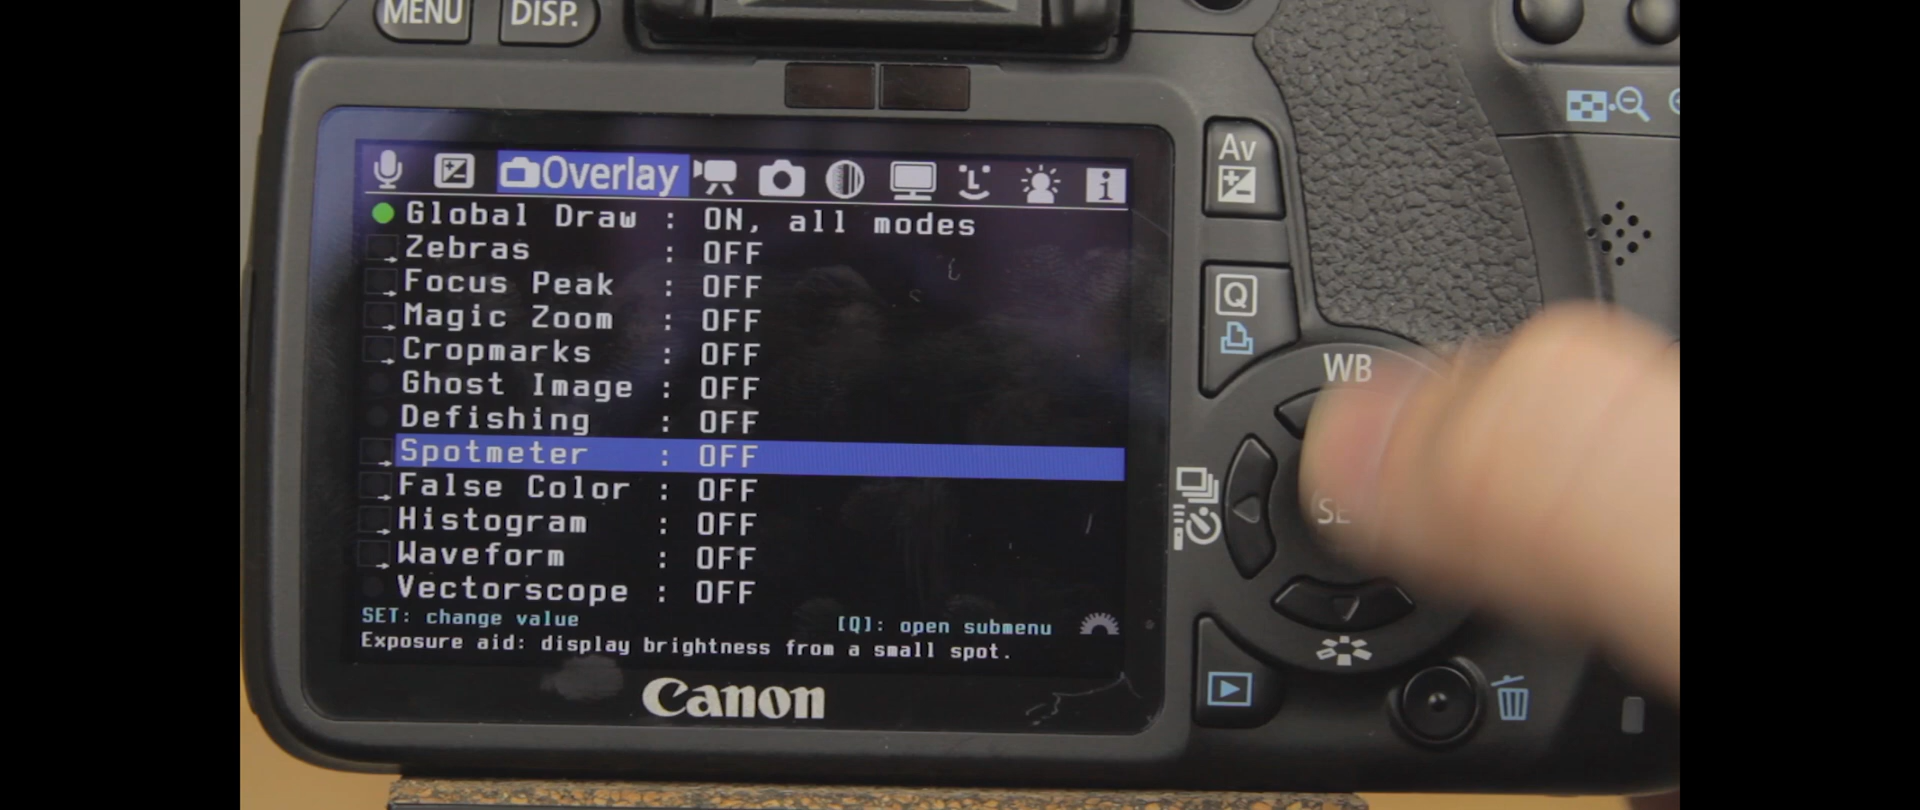 MENU
DISP.
Overlay
Global Draw : ON, all modes
Zebras : OFF
Focus Peak : OFF
Magic Zoom : OFF
Cropmarks : OFF
Ghost Image : OFF
Defishing : OFF
Spotmeter : OFF
False Color : OFF
Histogram : OFF
Waveform : OFF
Vectorscope : OFF
SET: change value
[Q]: open submenu
Exposure aid: display brightness from a small spot.
Canon
Av
Q
WB